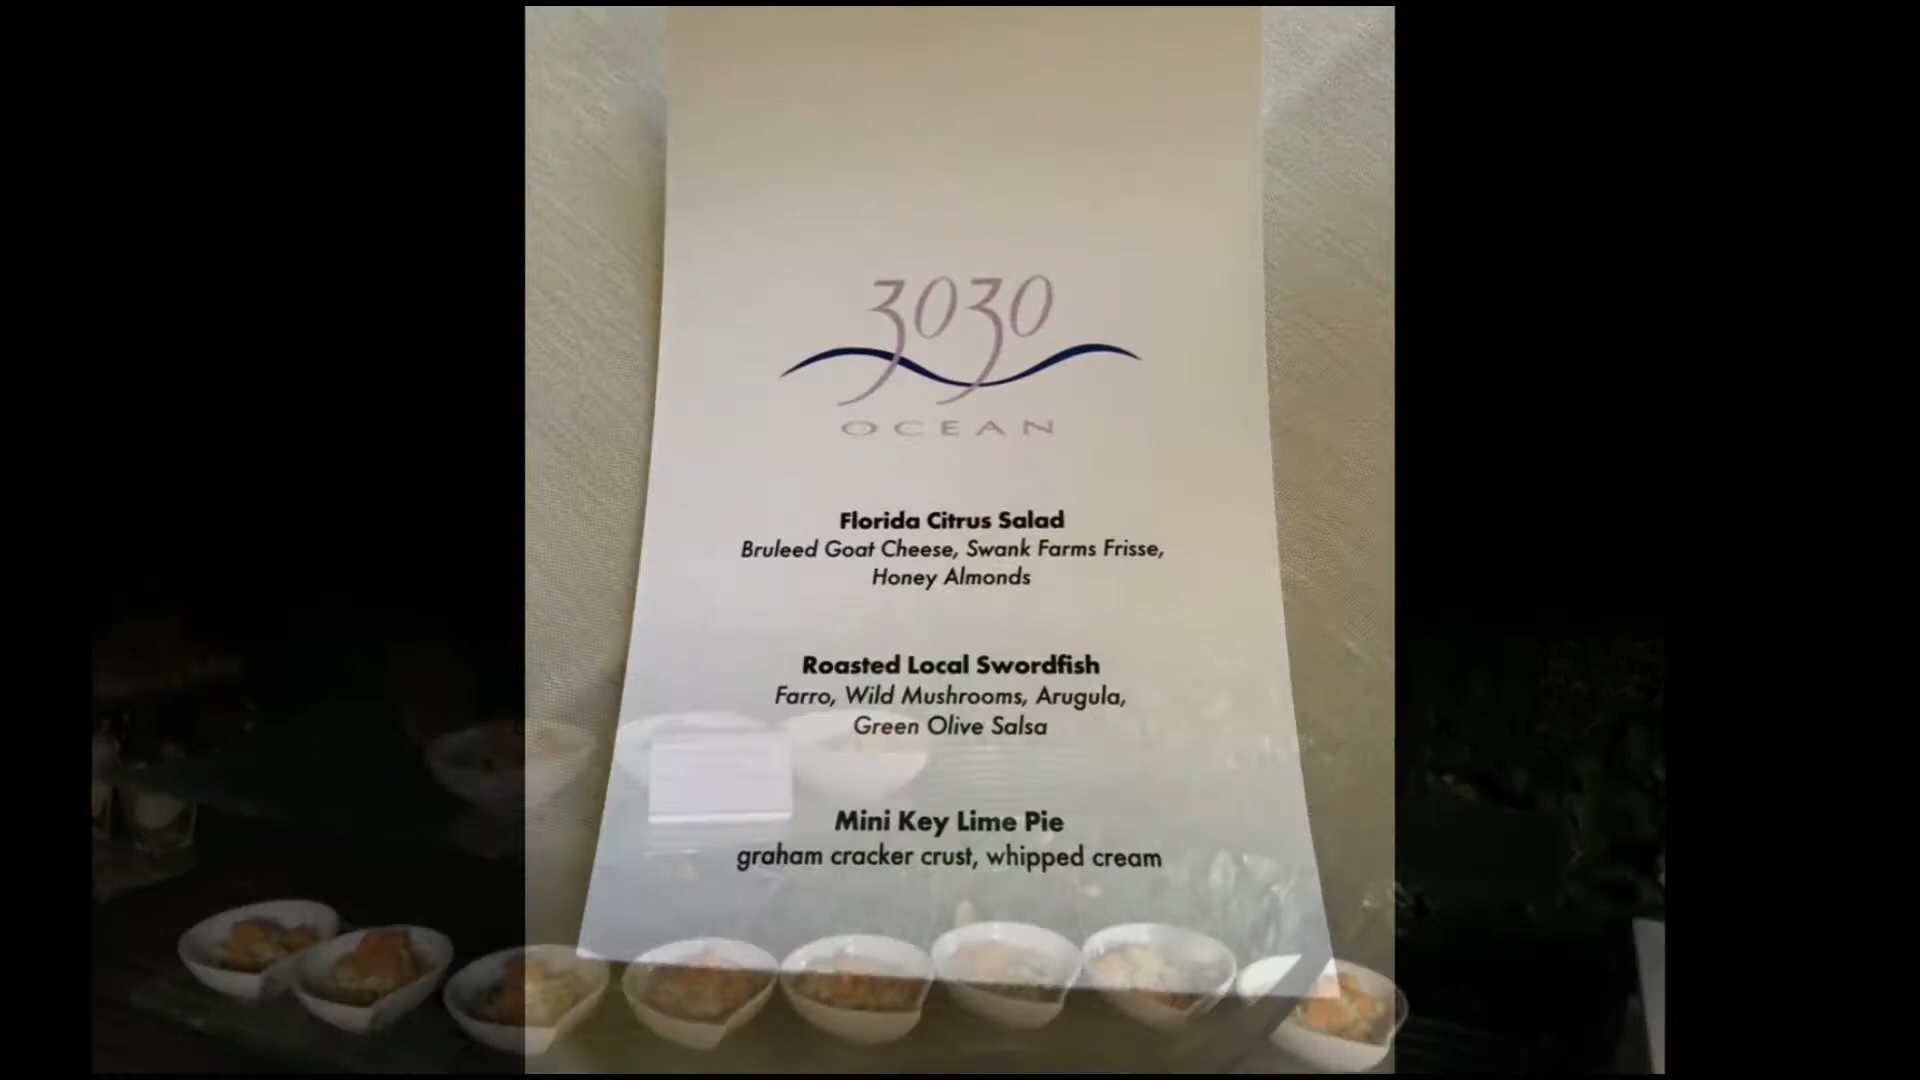 3030
OCEAN
Florida Citrus Salad
Bruleed Goat Cheese, Swank Farms Frisse,
Honey Almonds
Roasted Local Swordfish
Farro, Wild Mushrooms, Arugula,
Green Olive Salsa
Mini Key Lime Pie
graham cracker crust, whipped cream